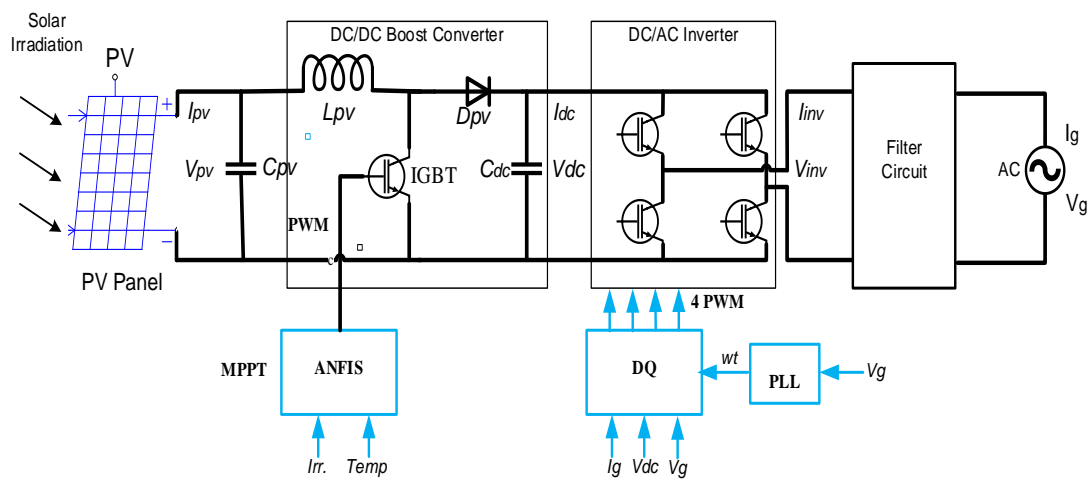 Solar
Irradiation
PV
+
Ipv
Vpv
Cpv
−
PV Panel
DC/DC Boost Converter
Lpv
Dpv
IGBT
PWM
c
Idc
Cdc
Vdc
DC/AC Inverter
Iinv
Vinv
Filter
Circuit
AC
Ig
Vg
4 PWM
MPPT
ANFIS
Irr.
Temp
DQ
wt
PLL
Vg
Ig
Vdc
Vg